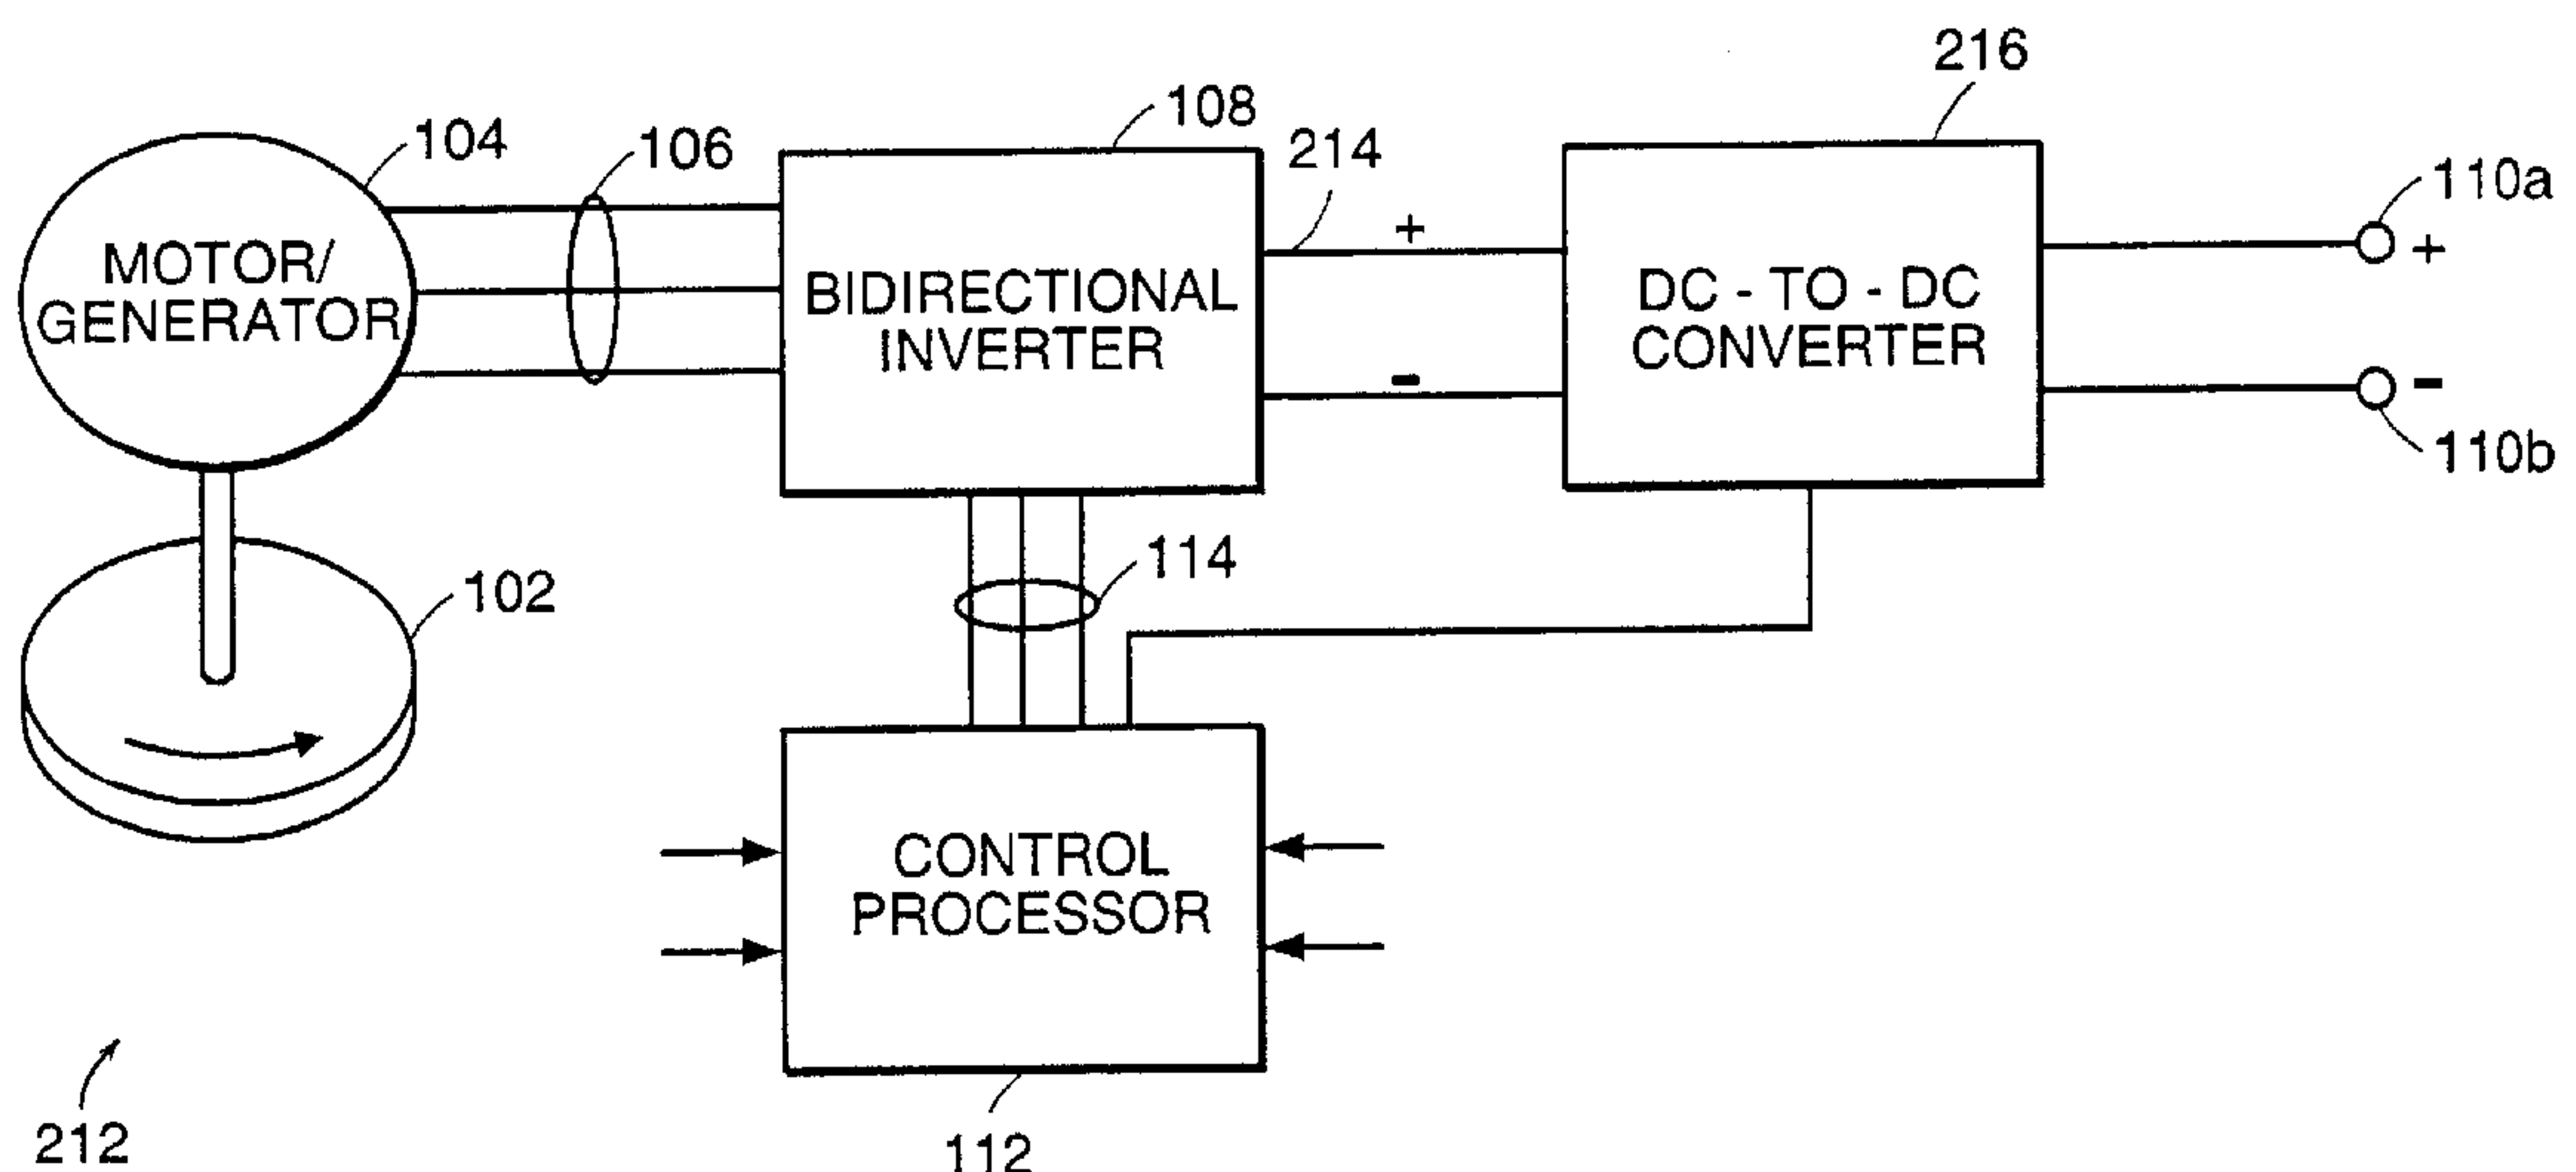 216
108
104
106
214
110a
+
MOTOR/
GENERATOR
BIDIRECTIONAL
INVERTER
DC - TO - DC
CONVERTER
+
-
-
110b
114
102
CONTROL
PROCESSOR
212
112